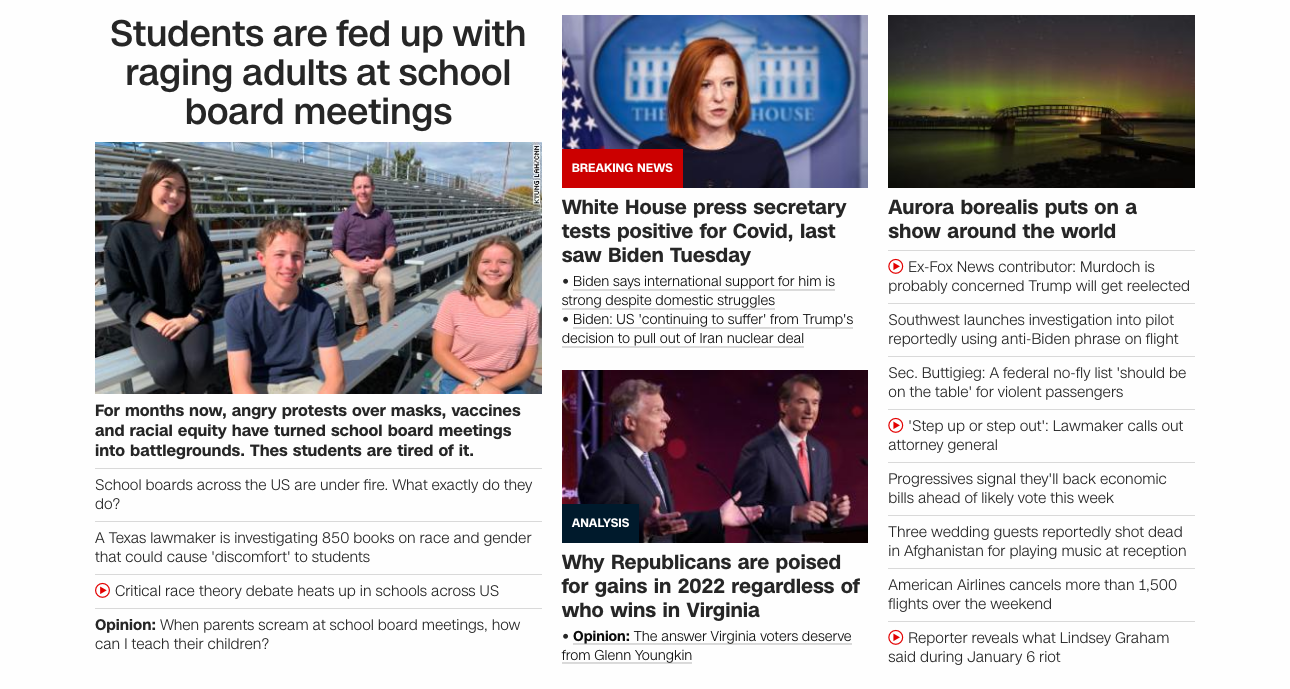 Students are fed up with
raging adults at school
board meetings
KYUNG LAH/CNN
For months now, angry protests over masks, vaccines
and racial equity have turned school board meetings
into battlegrounds. Thes students are tired of it.
School boards across the US are under fire. What exactly do they
do?
A Texas lawmaker is investigating 850 books on race and gender
that could cause 'discomfort' to students
Critical race theory debate heats up in schools across US
Opinion: When parents scream at school board meetings, how
can I teach their children?
THE HOUSE
BREAKING NEWS
White House press secretary
tests positive for Covid, last
saw Biden Tuesday
• Biden says international support for him is
strong despite domestic struggles
• Biden: US 'continuing to suffer' from Trump's
decision to pull out of Iran nuclear deal
ANALYSIS
Why Republicans are poised
for gains in 2022 regardless of
who wins in Virginia
• Opinion: The answer Virginia voters deserve
from Glenn Youngkin
Aurora borealis puts on a
show around the world
Ex-Fox News contributor: Murdoch is
probably concerned Trump will get reelected
Southwest launches investigation into pilot
reportedly using anti-Biden phrase on flight
Sec. Buttigieg: A federal no-fly list 'should be
on the table' for violent passengers
'Step up or step out': Lawmaker calls out
attorney general
Progressives signal they'll back economic
bills ahead of likely vote this week
Three wedding guests reportedly shot dead
in Afghanistan for playing music at reception
American Airlines cancels more than 1,500
flights over the weekend
Reporter reveals what Lindsey Graham
said during January 6 riot